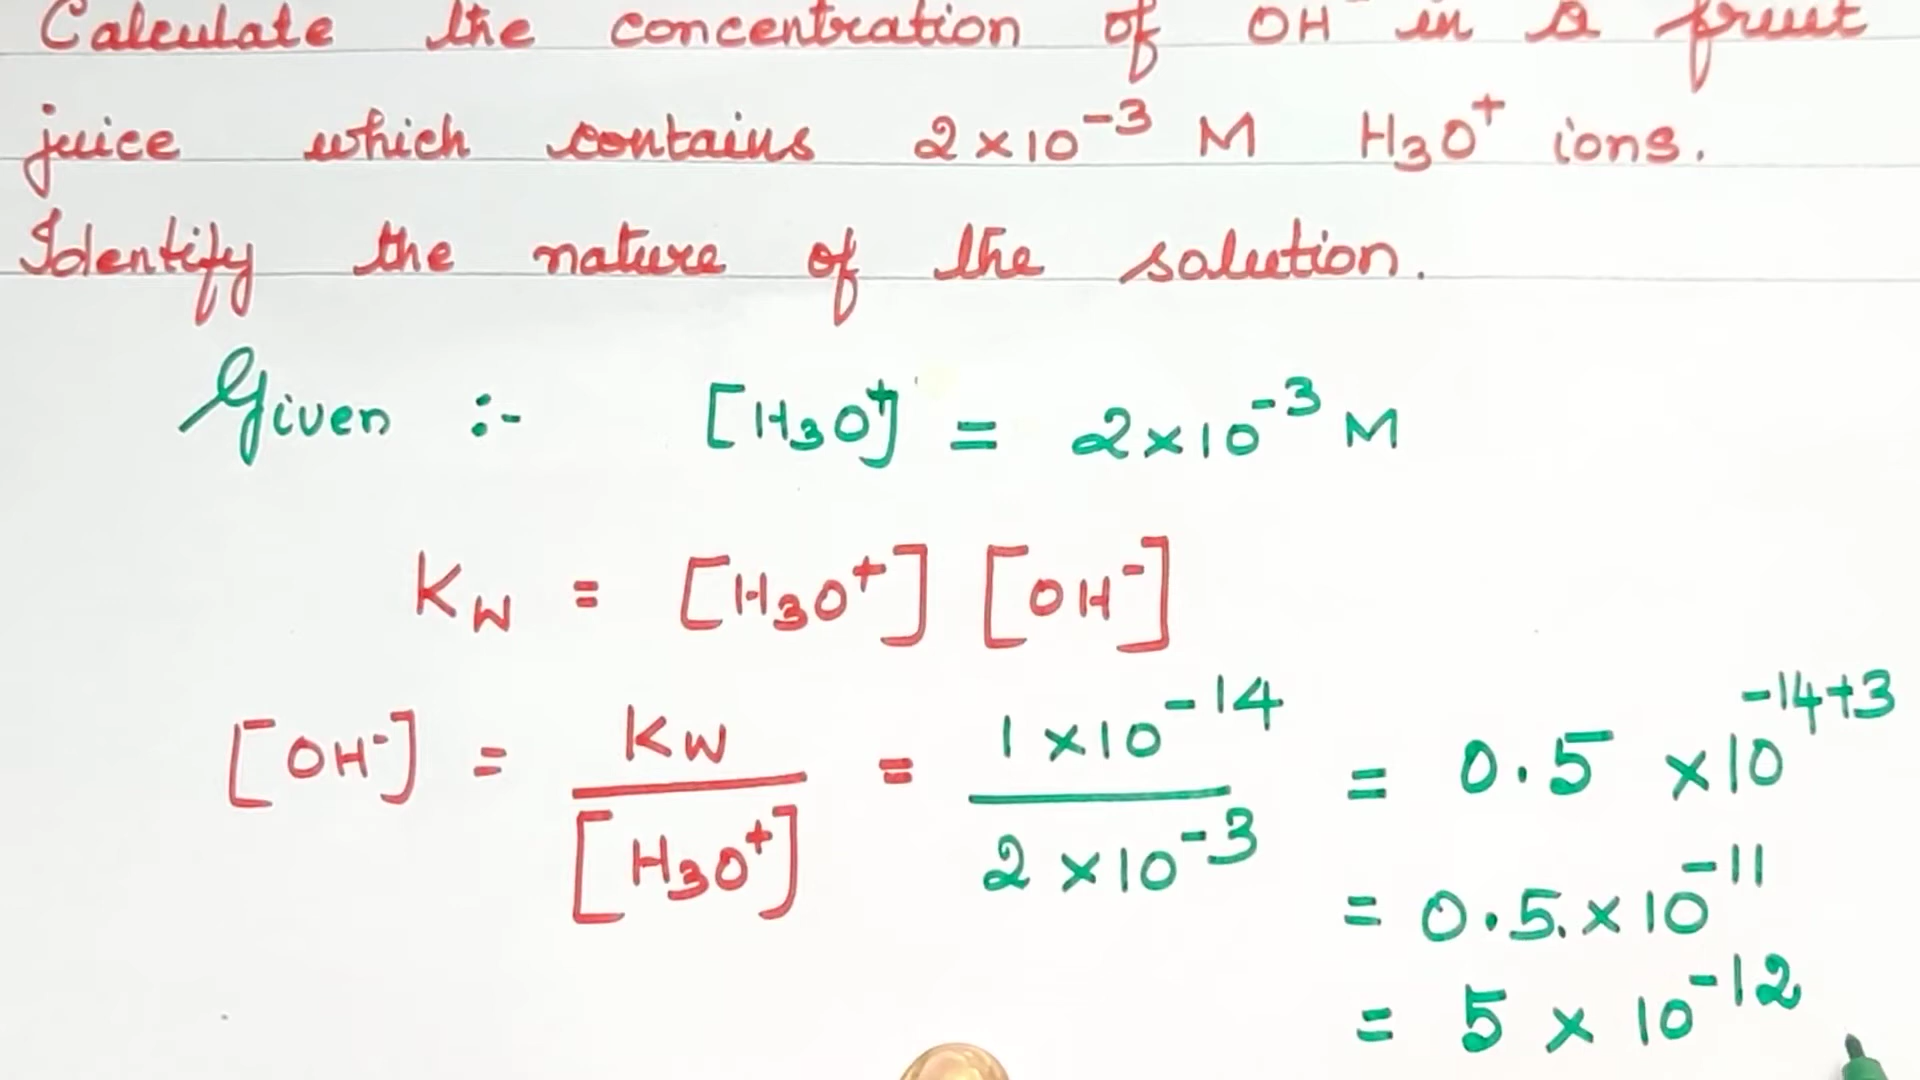 Calculate the concentration of OH⁻ in a fruit
juice which contains 2×10⁻³ M H₃O⁺ ions.
Identify the nature of the solution.
Given :- [H₃O⁺] = 2×10⁻³ M
Kw = [H₃O⁺] [OH⁻]
[OH⁻] = Kw / [H₃O⁺] = 1×10⁻¹⁴ / 2×10⁻³ = 0.5 ×10⁻¹⁴⁺³
= 0.5.×10⁻¹¹
= 5 × 10⁻¹²